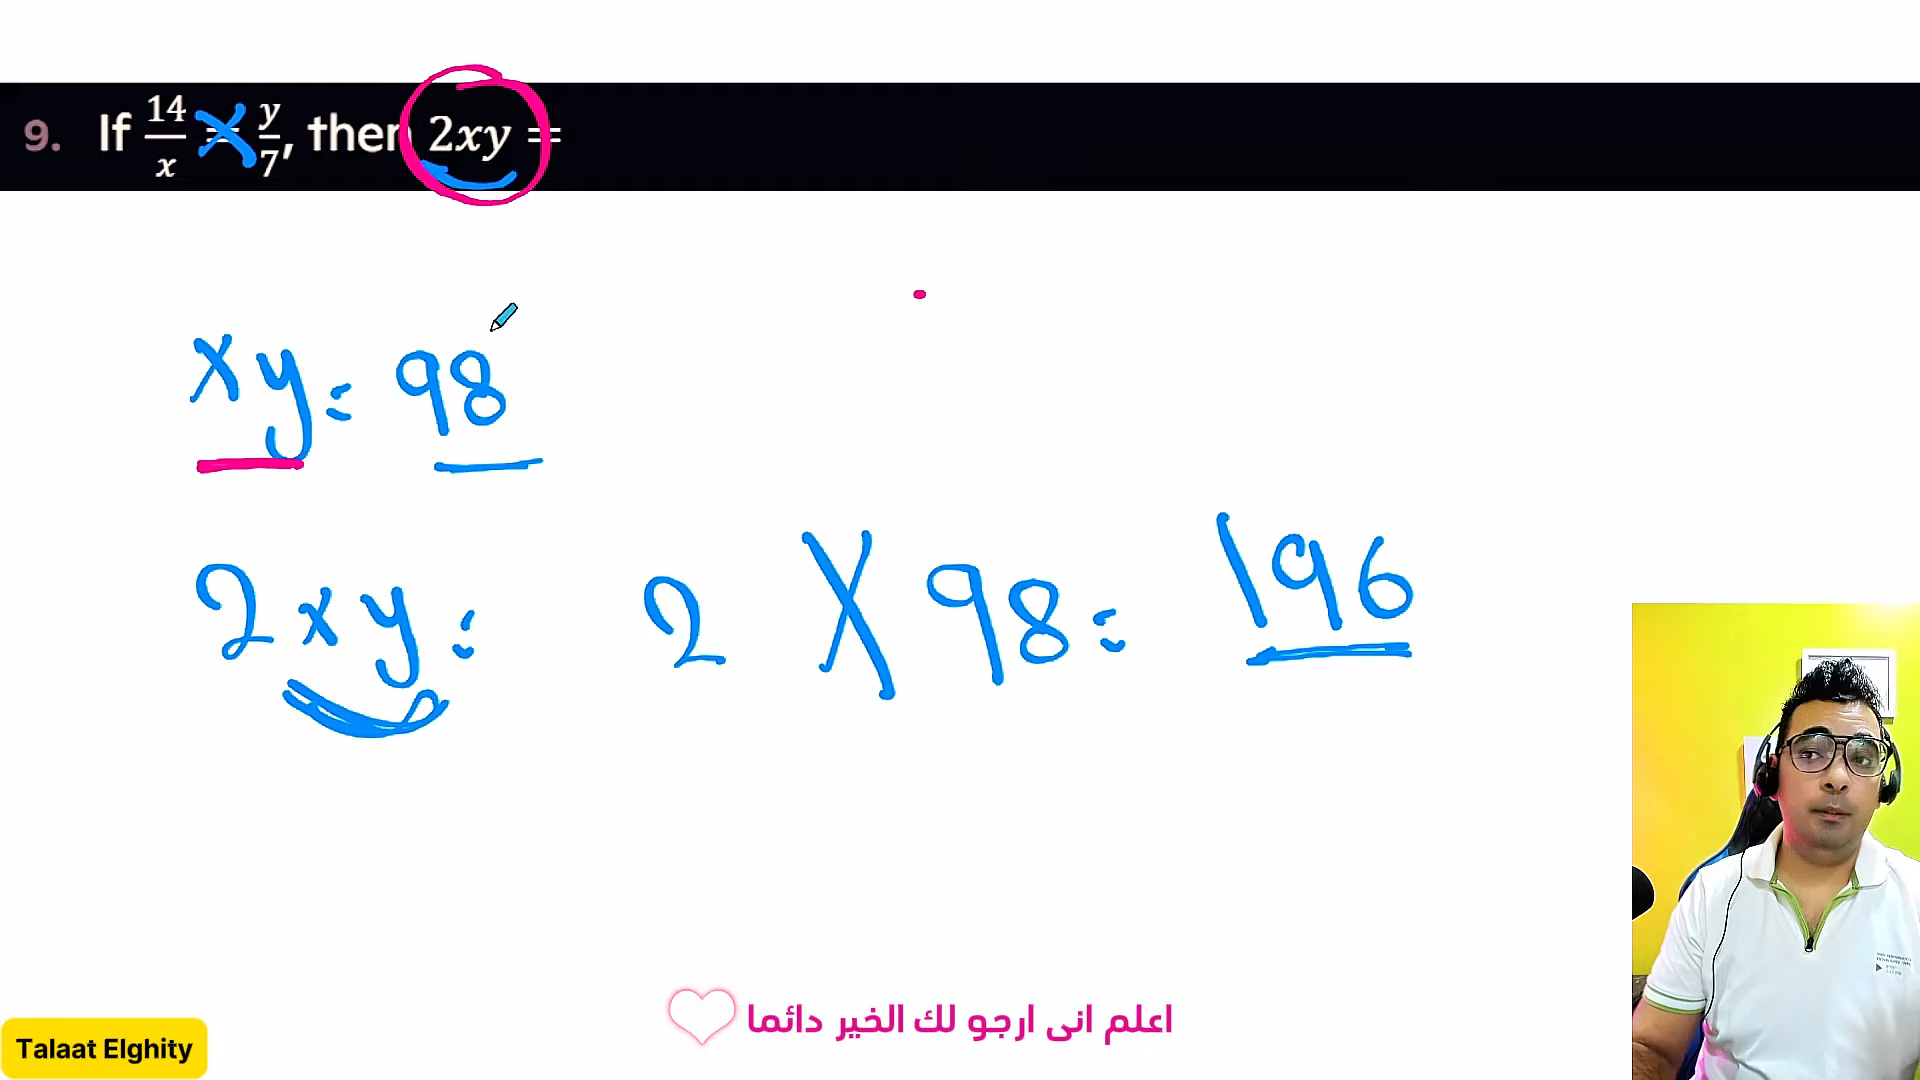 9. If 14/x = y/7, then 2xy =
xy = 98
2xy = 2 X 98 = 196
اعلم انى ارجو لك الخير دائما
Talaat Elghity